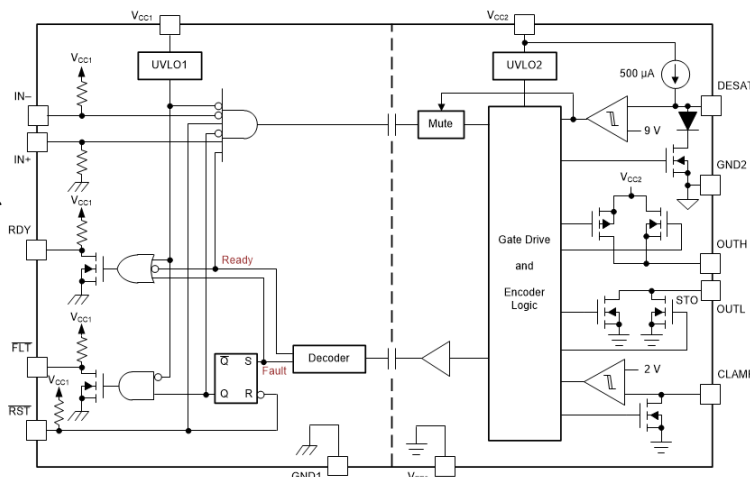 VCC1
VCC2
UVLO1
UVLO2
500 µA
DESAT
VCC1
IN–
Mute
9 V
IN+
GND2
VCC1
VCC2
RDY
Gate Drive
and
Encoder
Logic
OUTH
Ready
OUTL
STO
VCC1
FLT
Q S
Decoder
Fault
2 V
CLAMP
VCC1
Q R
RST
GND1